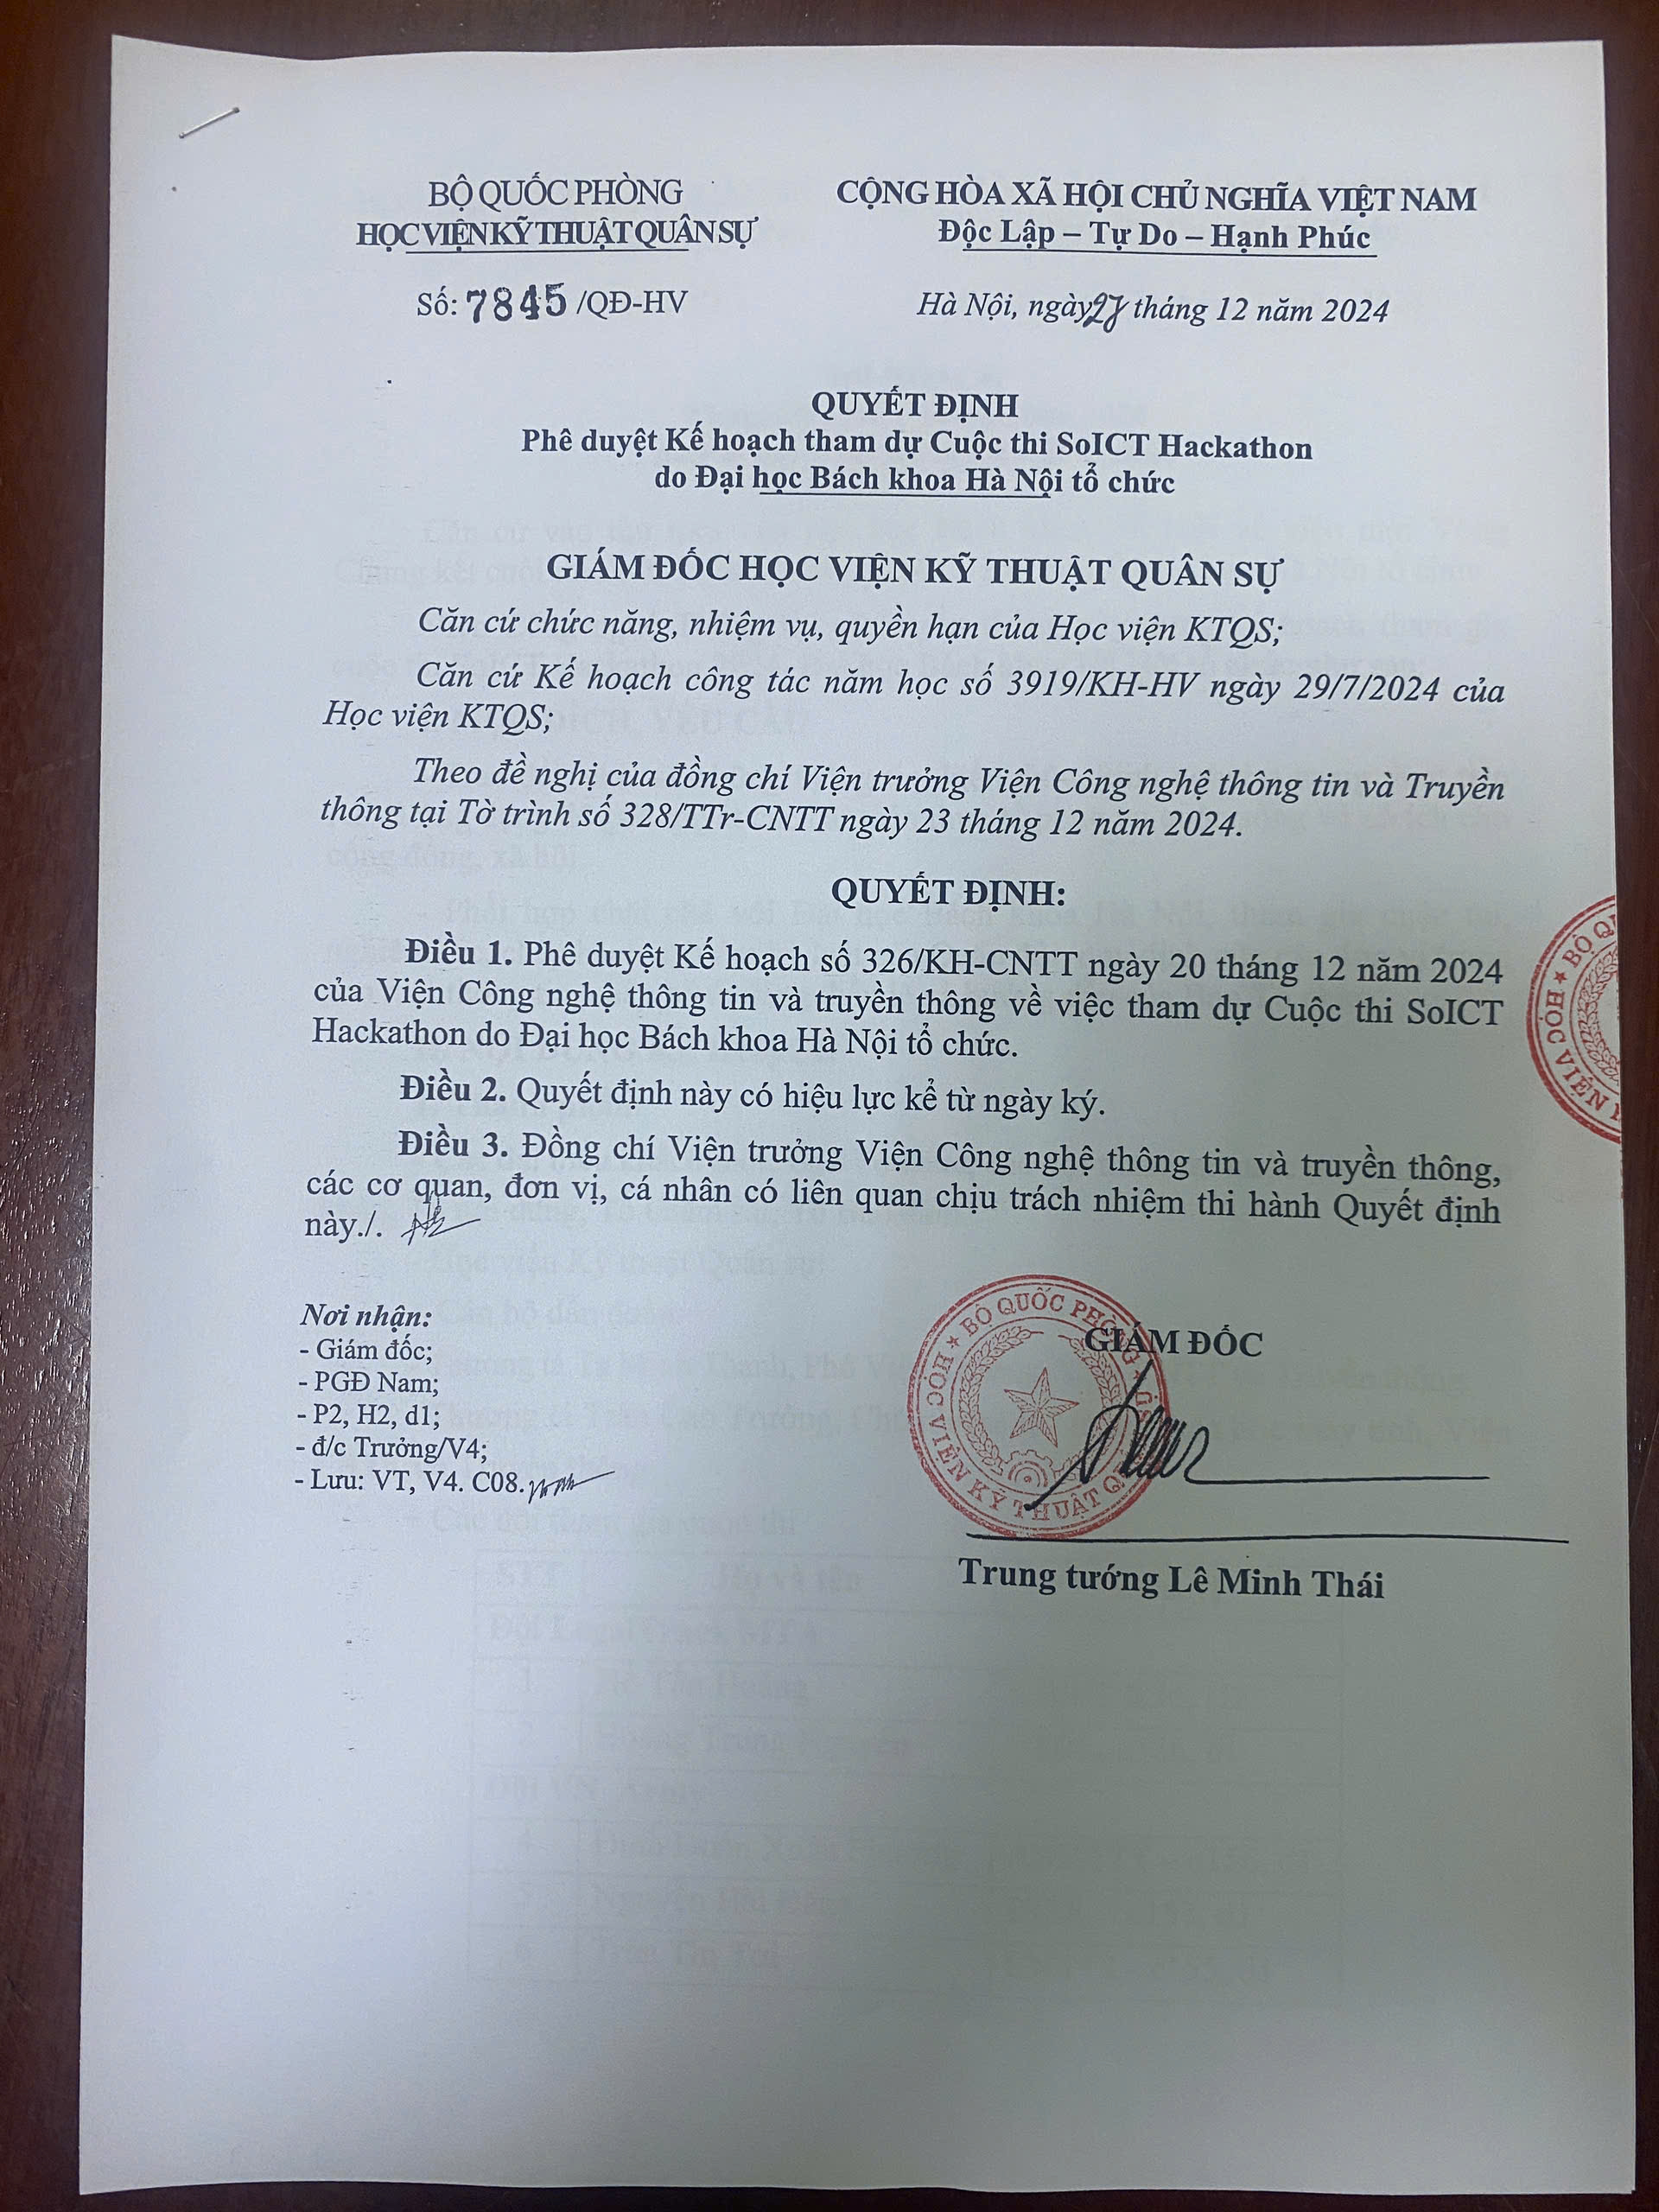 BỘ QUỐC PHÒNG
HỌC VIỆN KỸ THUẬT QUÂN SỰ
Số: 7845 /QĐ-HV
CỘNG HÒA XÃ HỘI CHỦ NGHĨA VIỆT NAM
Độc Lập – Tự Do – Hạnh Phúc
Hà Nội, ngày 27 tháng 12 năm 2024
QUYẾT ĐỊNH
Phê duyệt Kế hoạch tham dự Cuộc thi SoICT Hackathon
do Đại học Bách khoa Hà Nội tổ chức
GIÁM ĐỐC HỌC VIỆN KỸ THUẬT QUÂN SỰ
Căn cứ chức năng, nhiệm vụ, quyền hạn của Học viện KTQS;
Căn cứ Kế hoạch công tác năm học số 3919/KH-HV ngày 29/7/2024 của
Học viện KTQS;
Theo đề nghị của đồng chí Viện trưởng Viện Công nghệ thông tin và Truyền
thông tại Tờ trình số 328/TTr-CNTT ngày 23 tháng 12 năm 2024.
QUYẾT ĐỊNH:
Điều 1. Phê duyệt Kế hoạch số 326/KH-CNTT ngày 20 tháng 12 năm 2024
của Viện Công nghệ thông tin và truyền thông về việc tham dự Cuộc thi SoICT
Hackathon do Đại học Bách khoa Hà Nội tổ chức.
Điều 2. Quyết định này có hiệu lực kể từ ngày ký.
Điều 3. Đồng chí Viện trưởng Viện Công nghệ thông tin và truyền thông,
các cơ quan, đơn vị, cá nhân có liên quan chịu trách nhiệm thi hành Quyết định
này./.
Nơi nhận:
- Giám đốc;
- PGĐ Nam;
- P2, H2, d1;
- đ/c Trưởng/V4;
- Lưu: VT, V4. C08.
GIÁM ĐỐC
BỘ QUỐC PHÒNG
HỌC VIỆN KỸ THUẬT
Trung tướng Lê Minh Thái
BỘ
HỌC VIỆN